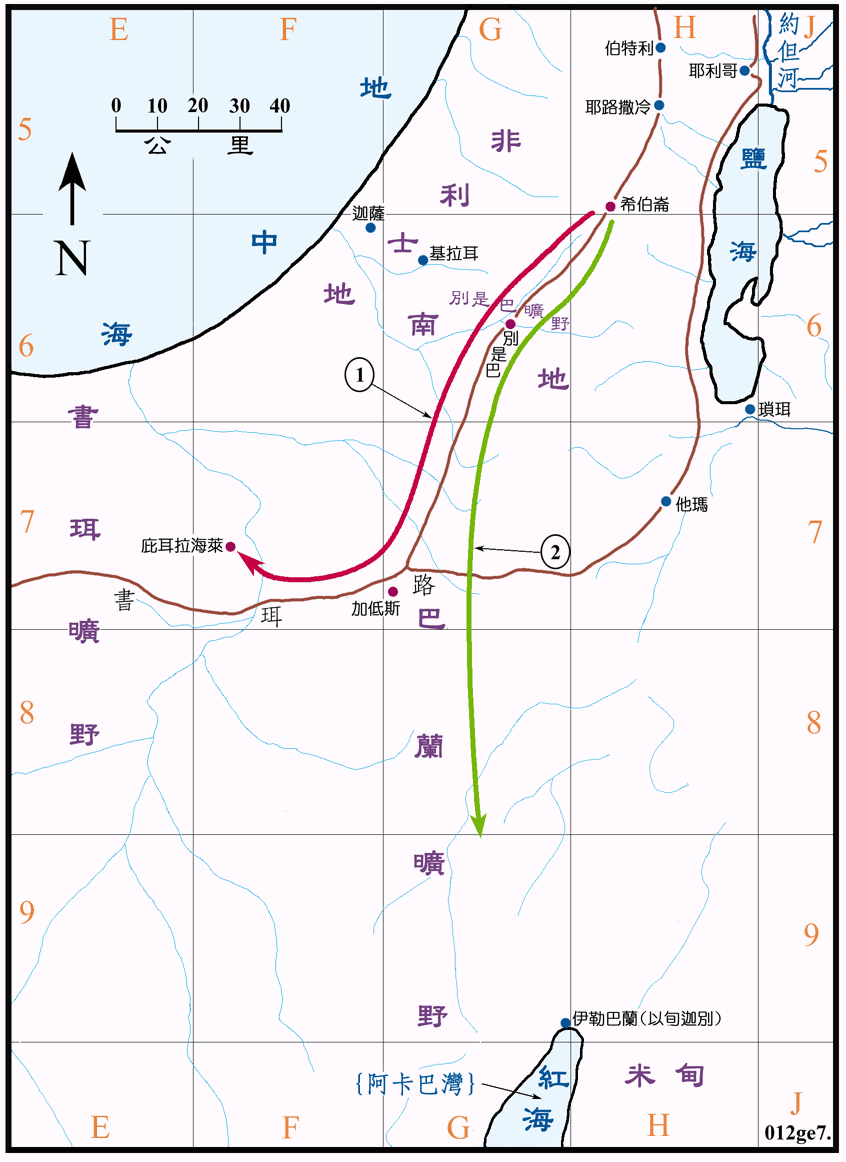 E F G H J
約但河
伯特利
耶利哥
0 10 20 30 40
公里
耶路撒冷
5 5
地中海
非利士地
鹽海
希伯崙
迦薩
基拉耳
N
別是巴曠野
南地
別是巴
6 6
1
瑣珥
書珥曠野
7 7
他瑪
庇耳拉海萊
2
書珥路
加低斯
巴蘭曠野
8 8
9 9
伊勒巴蘭(以旬迦別)
{阿卡巴灣}
紅海
米甸
E F G H J
012ge7.